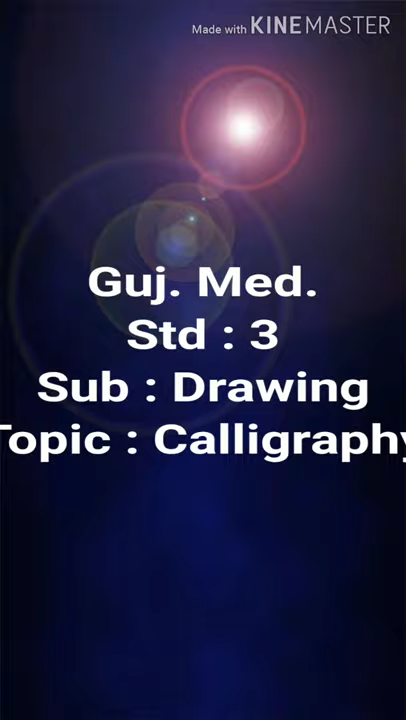 Made with KINEMASTER
Guj. Med.
Std : 3
Sub : Drawing
Topic : Calligraphy